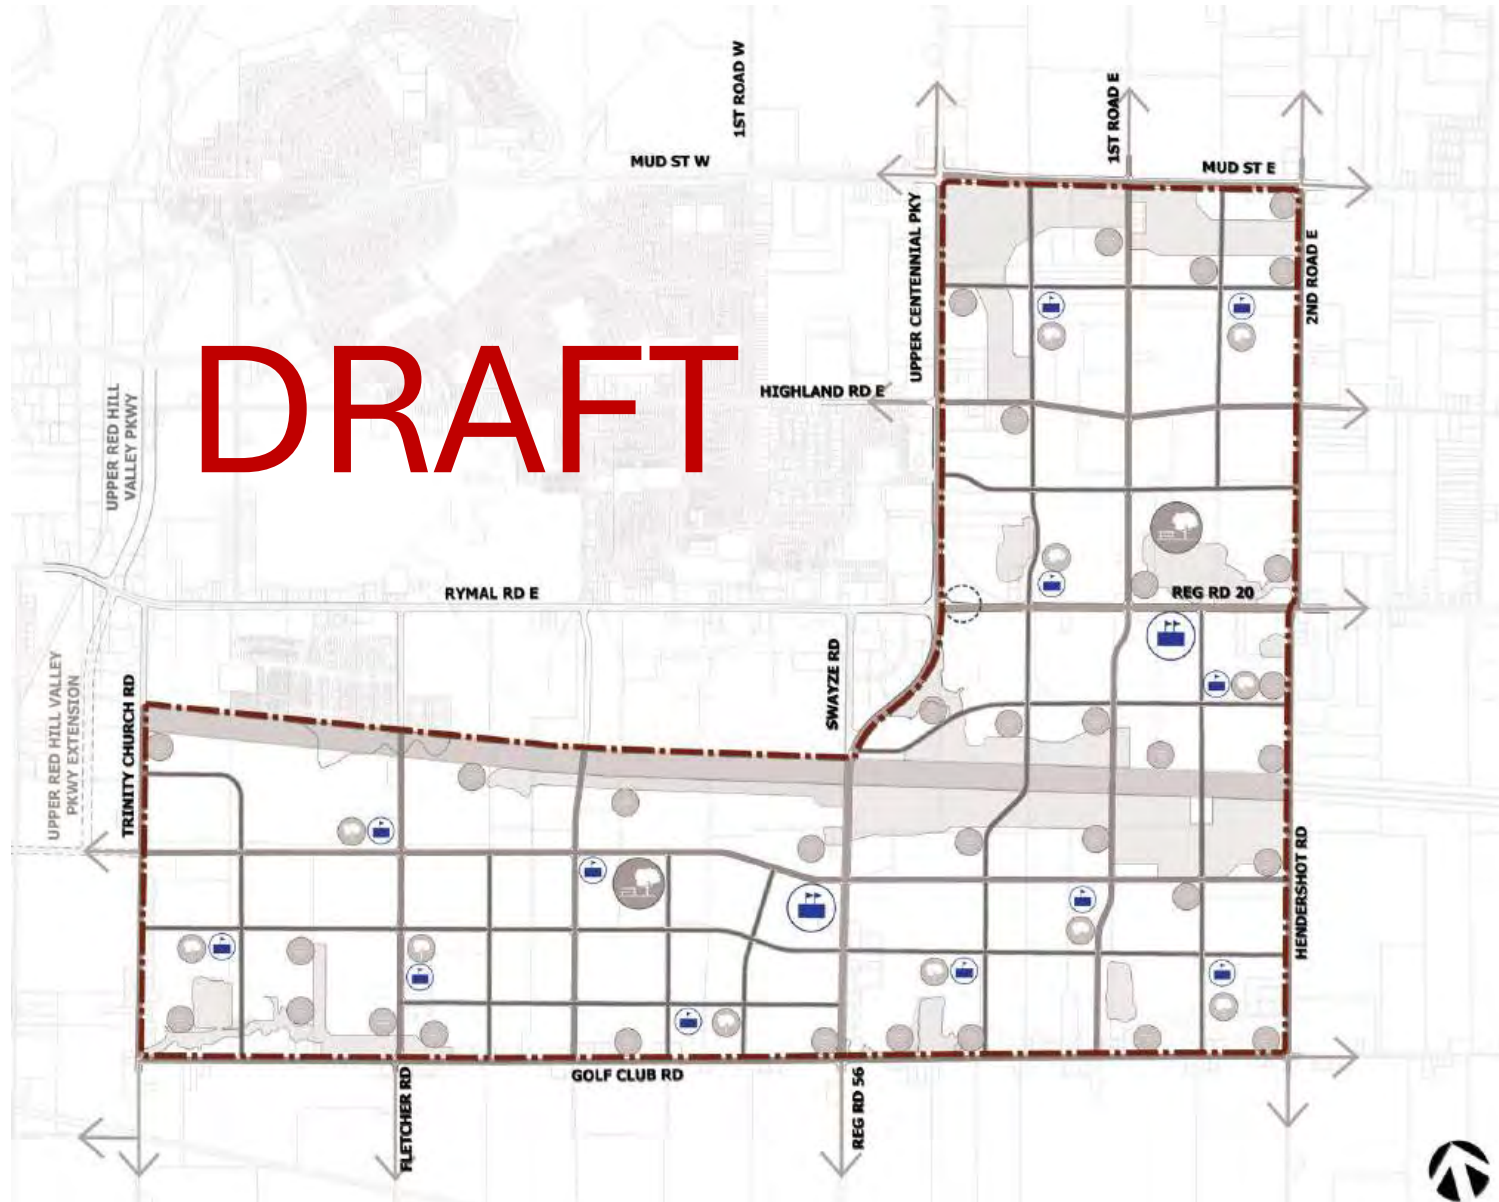 1ST ROAD W
1ST ROAD E
MUD ST W
MUD ST E
UPPER CENTENNIAL PKY
2ND ROAD E
DRAFT
HIGHLAND RD E
UPPER RED HILL
VALLEY PKWY
RYMAL RD E
REG RD 20
SWAYZE RD
UPPER RED HILL VALLEY
PKWY EXTENSION
TRINITY CHURCH RD
HENDERSHOT RD
GOLF CLUB RD
FLETCHER RD
REG RD 56